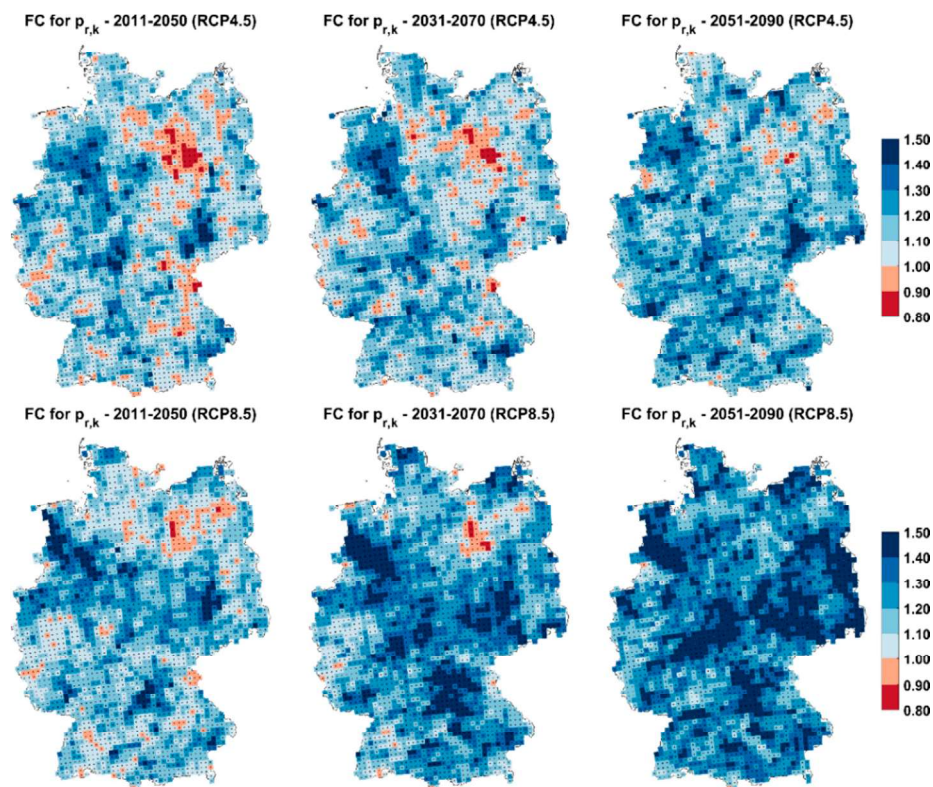 FC for p_r,k - 2011-2050 (RCP4.5)
FC for p_r,k - 2031-2070 (RCP4.5)
FC for p_r,k - 2051-2090 (RCP4.5)
1.50
1.40
1.30
1.20
1.10
1.00
0.90
0.80
FC for p_r,k - 2011-2050 (RCP8.5)
FC for p_r,k - 2031-2070 (RCP8.5)
FC for p_r,k - 2051-2090 (RCP8.5)
1.50
1.40
1.30
1.20
1.10
1.00
0.90
0.80